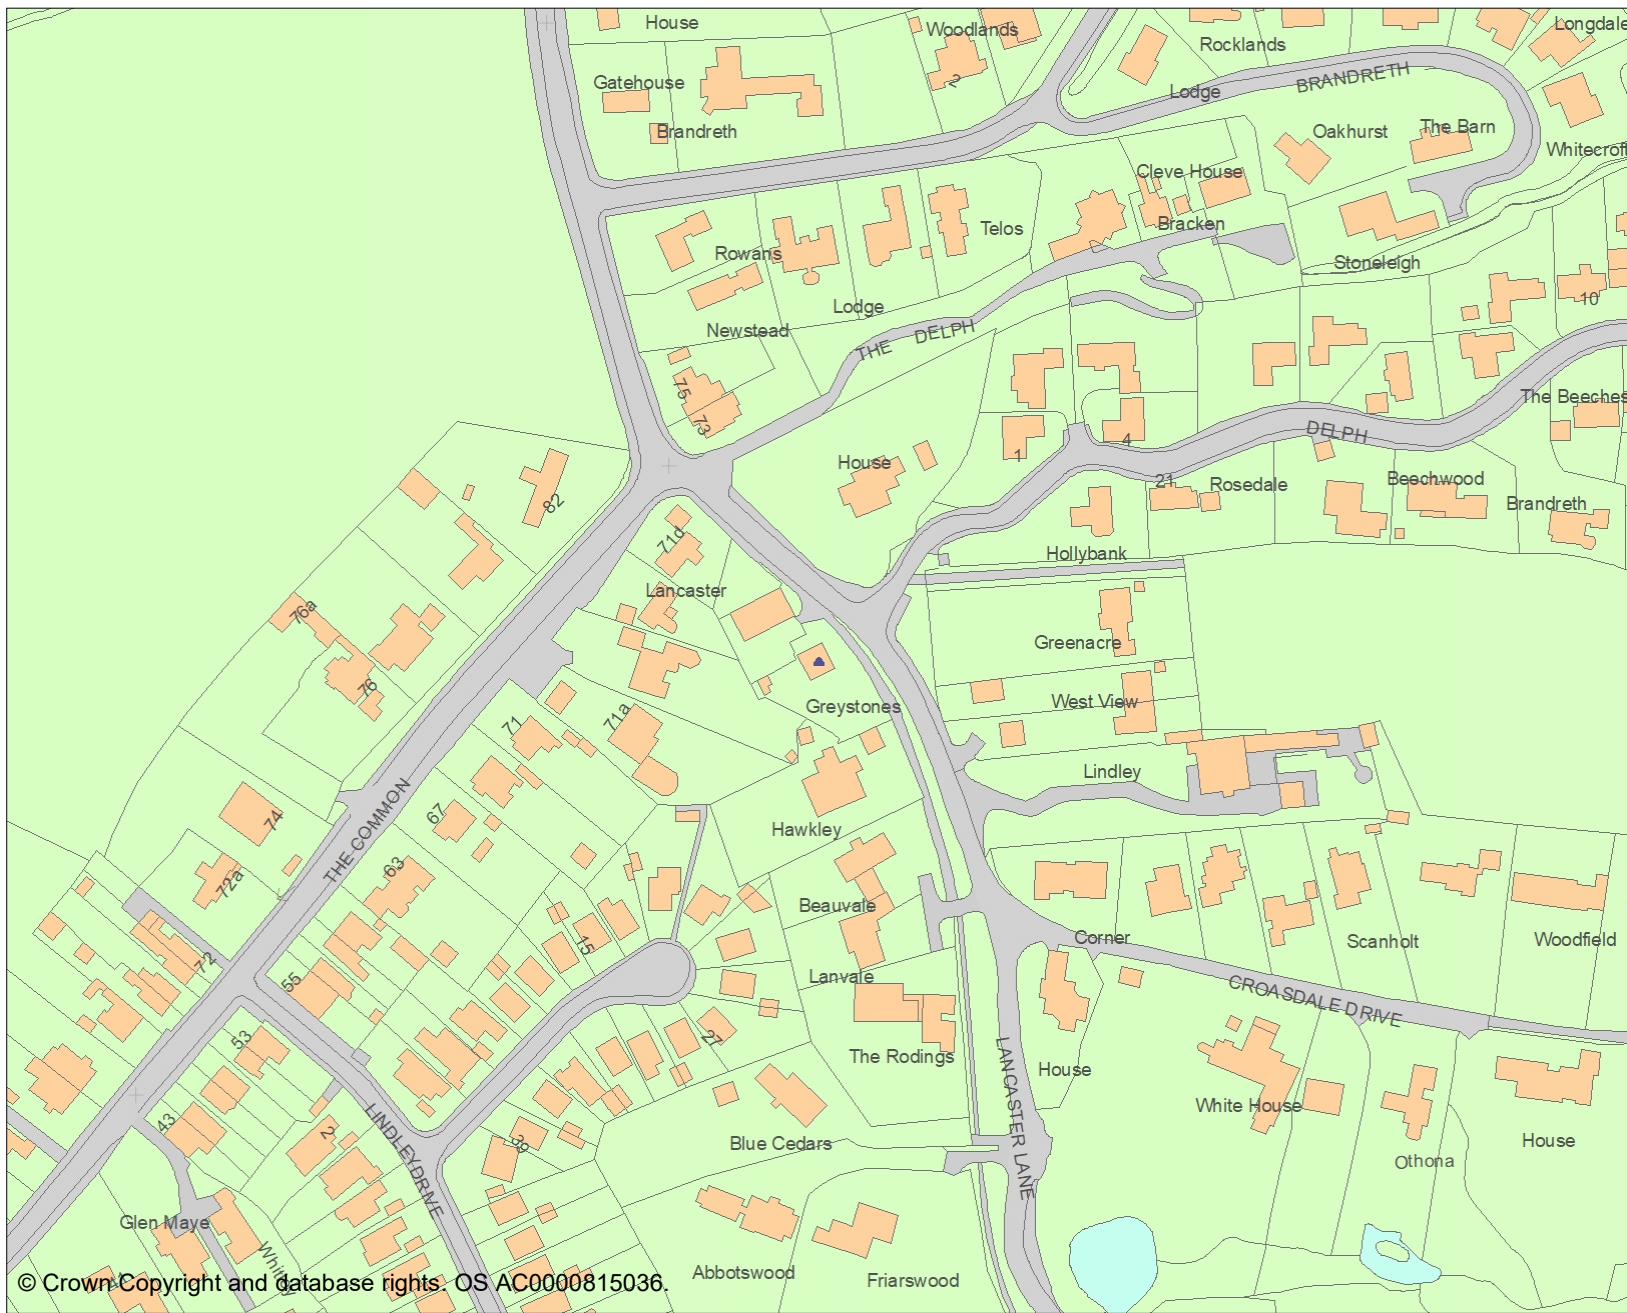 House
Woodlands
Longdale
Rocklands
Gatehouse
2
BRANDRETH
Lodge
Brandreth
Oakhurst
The Barn
Whitecroft
Cleve House
Bracken
Telos
Rowans
Stoneleigh
Lodge
10
Newstead
THE DELPH
75
73
The Beeches
DELPH
4
1
House
82
21
Rosedale
Beechwood
Brandreth
71d
Hollybank
Lancaster
76a
Greenacre
76
West View
Greystones
71
71a
Lindley
THE COMMON
67
74
Hawkley
63
72a
Beauvale
15
Corner
Scanholt
Woodfield
72
Lanvale
55
CROASDALE DRIVE
27
53
The Rodings
House
LANCASTER LANE
White House
43
LINDLEY DRIVE
2
39
Blue Cedars
House
Othona
Glen Maye
Abbotswood
Friarswood
© Crown Copyright and database rights. OS AC0000815036.